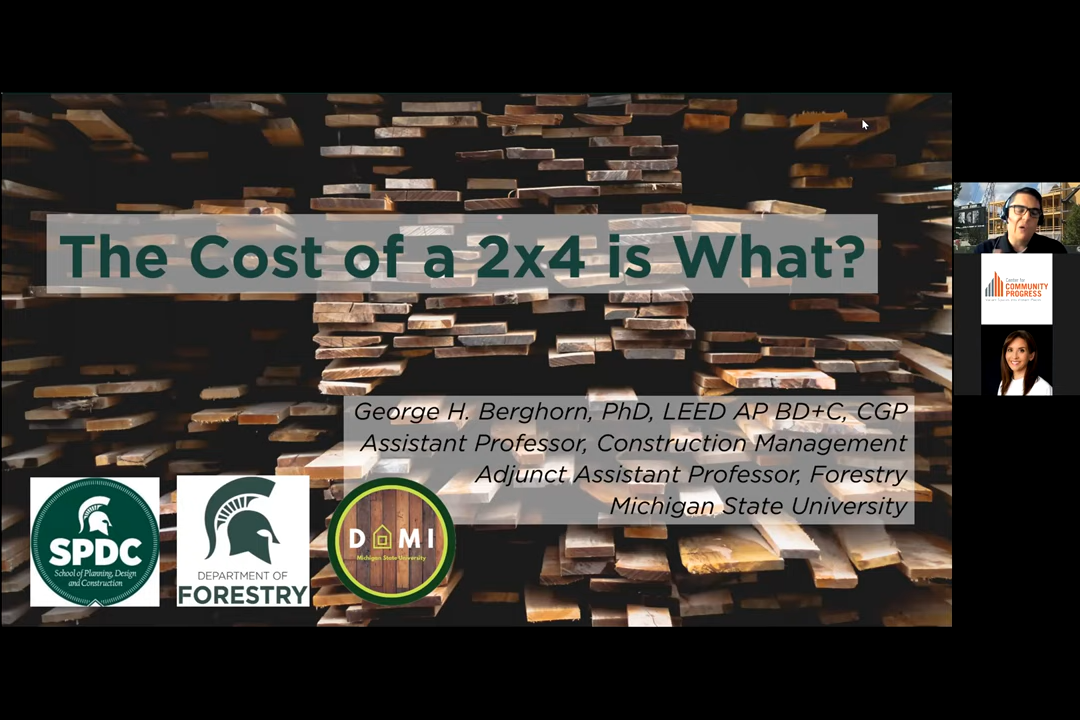 The Cost of a 2x4 is What?
George H. Berghorn, PhD, LEED AP BD+C, CGP
Assistant Professor, Construction Management
Adjunct Assistant Professor, Forestry
Michigan State University
SPDC
School of Planning, Design
and Construction
DEPARTMENT OF
FORESTRY
D MI
Michigan State University
Center for
COMMUNITY
PROGRESS